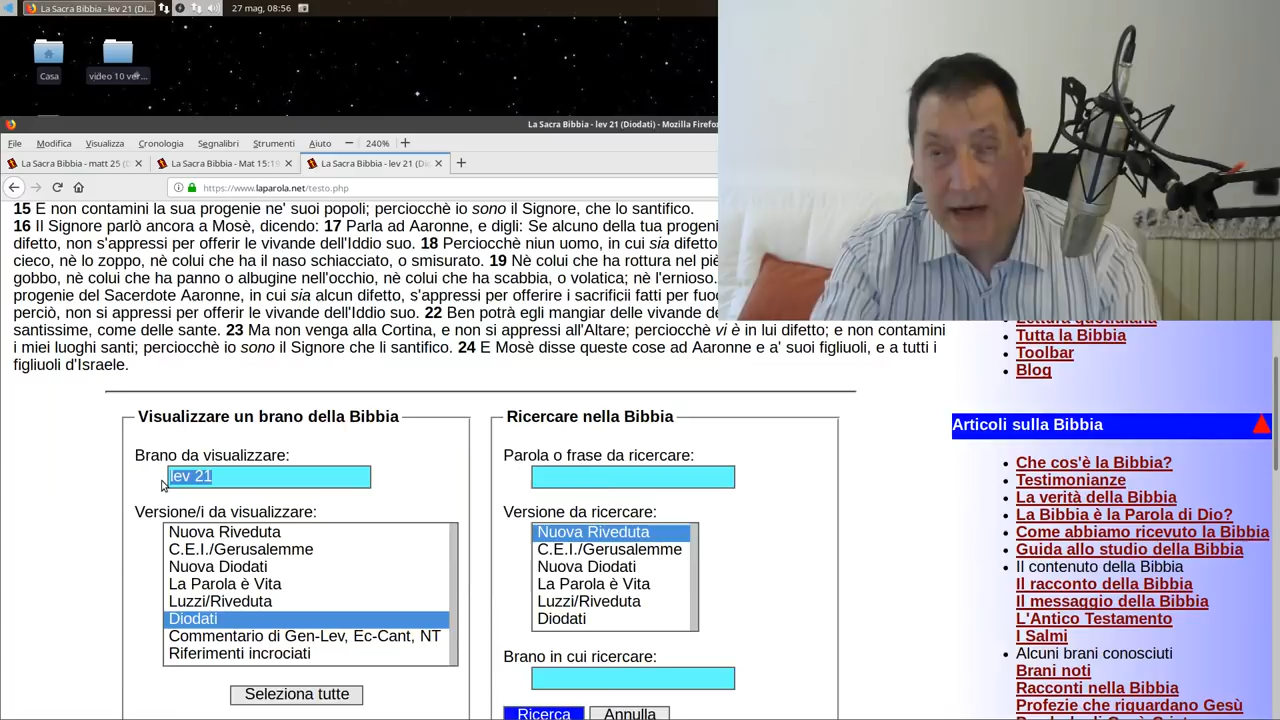 La Sacra Bibbia - lev 21 (Di...
27 mag, 08:56
Casa
video 10 ver...
La Sacra Bibbia - lev 21 (Diodati) - Mozilla Firefox
File Modifica Visualizza Cronologia Segnalibri Strumenti Aiuto 240%
La Sacra Bibbia - matt 25 (D
La Sacra Bibbia - Mat 15:1
La Sacra Bibbia - lev 21 (Di
https://www.laparola.net/testo.php
15 E non contamini la sua progenie ne' suoi popoli; perciocchè io sono il Signore, che lo santifico.
16 Il Signore parlò ancora a Mosè, dicendo: 17 Parla ad Aaronne, e digli: Se alcuno della tua progeni
difetto, non s'appressi per offerire le vivande dell'Iddio suo. 18 Perciocchè niun uomo, in cui sia difetto
cieco, nè lo zoppo, nè colui che ha il naso schiacciato, o smisurato. 19 Nè colui che ha rottura nel piè
gobbo, nè colui che ha panno o albugine nell'occhio, nè colui che ha scabbia, o volatica; nè l'ernioso.
progenie del Sacerdote Aaronne, in cui sia alcun difetto, s'appressi per offerire i sacrificii fatti per fuoc
perciò, non si appressi per offerir le vivande dell'Iddio suo. 22 Ben potrà egli mangiar delle vivande de
santissime, come delle sante. 23 Ma non venga alla Cortina, e non si appressi all'Altare; perciocchè vi è in lui difetto; e non contamini
i miei luoghi santi; perciocchè io sono il Signore che li santifico. 24 E Mosè disse queste cose ad Aaronne e a' suoi figliuoli, e a tutti i
figliuoli d'Israele.
Visualizzare un brano della Bibbia
Brano da visualizzare:
lev 21
Versione/i da visualizzare:
Nuova Riveduta
C.E.I./Gerusalemme
Nuova Diodati
La Parola è Vita
Luzzi/Riveduta
Diodati
Commentario di Gen-Lev, Ec-Cant, NT
Riferimenti incrociati
Seleziona tutte
Ricercare nella Bibbia
Parola o frase da ricercare:
Versione da ricercare:
Nuova Riveduta
C.E.I./Gerusalemme
Nuova Diodati
La Parola è Vita
Luzzi/Riveduta
Diodati
Brano in cui ricercare:
Ricerca
Annulla
Lettura quotidiana
Tutta la Bibbia
Toolbar
Blog
Articoli sulla Bibbia
Che cos'è la Bibbia?
Testimonianze
La verità della Bibbia
La Bibbia è la Parola di Dio?
Come abbiamo ricevuto la Bibbia
Guida allo studio della Bibbia
Il contenuto della Bibbia
Il racconto della Bibbia
Il messaggio della Bibbia
L'Antico Testamento
I Salmi
Alcuni brani conosciuti
Brani noti
Racconti nella Bibbia
Profezie che riguardano Gesù